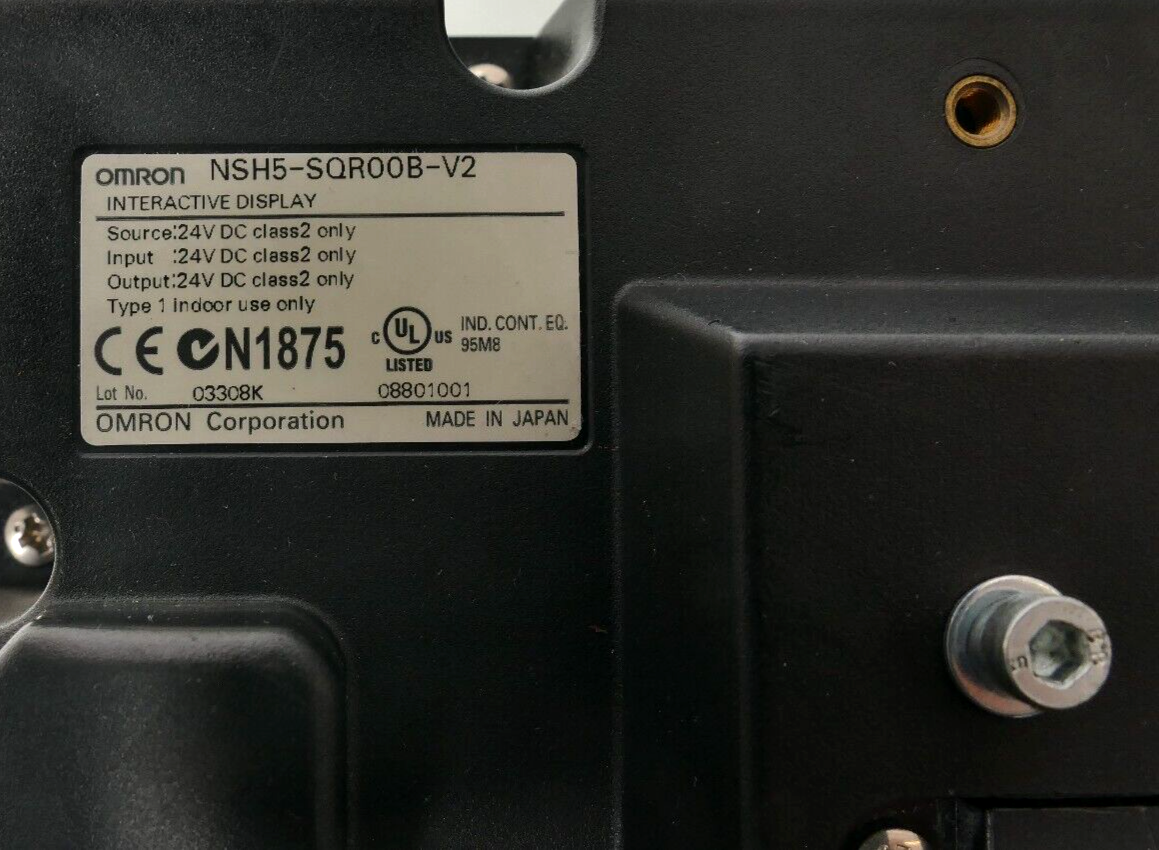 OMRON NSH5-SQR00B-V2
INTERACTIVE DISPLAY
Source:24V DC class2 only
Input :24V DC class2 only
Output:24V DC class2 only
Type 1 indoor use only
CE N1875 c UL US IND. CONT. EQ.
95M8
LISTED
Lot No. 03308K 08801001
OMRON Corporation MADE IN JAPAN